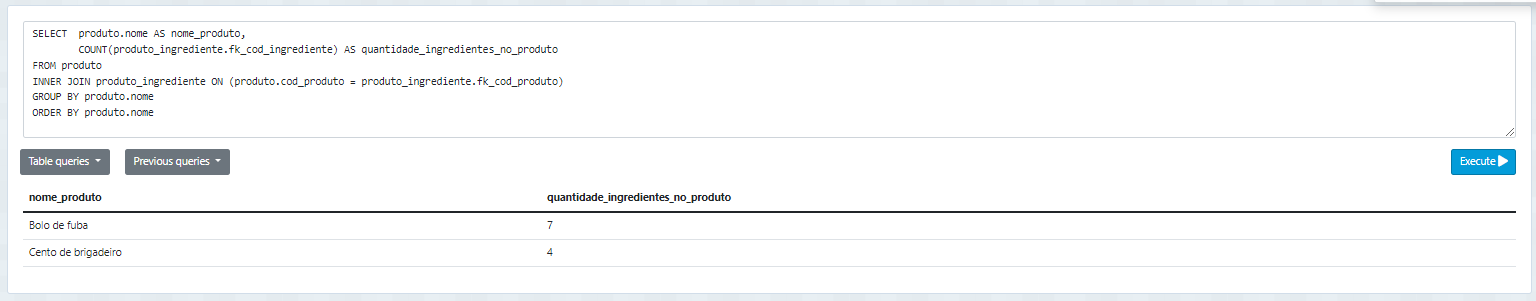 SELECT  produto.nome AS nome_produto,
        COUNT(produto_ingrediente.fk_cod_ingrediente) AS quantidade_ingredientes_no_produto
FROM produto
INNER JOIN produto_ingrediente ON (produto.cod_produto = produto_ingrediente.fk_cod_produto)
GROUP BY produto.nome
ORDER BY produto.nome
Table queries Previous queries Execute
nome_produto quantidade_ingredientes_no_produto
Bolo de fuba 7
Cento de brigadeiro 4